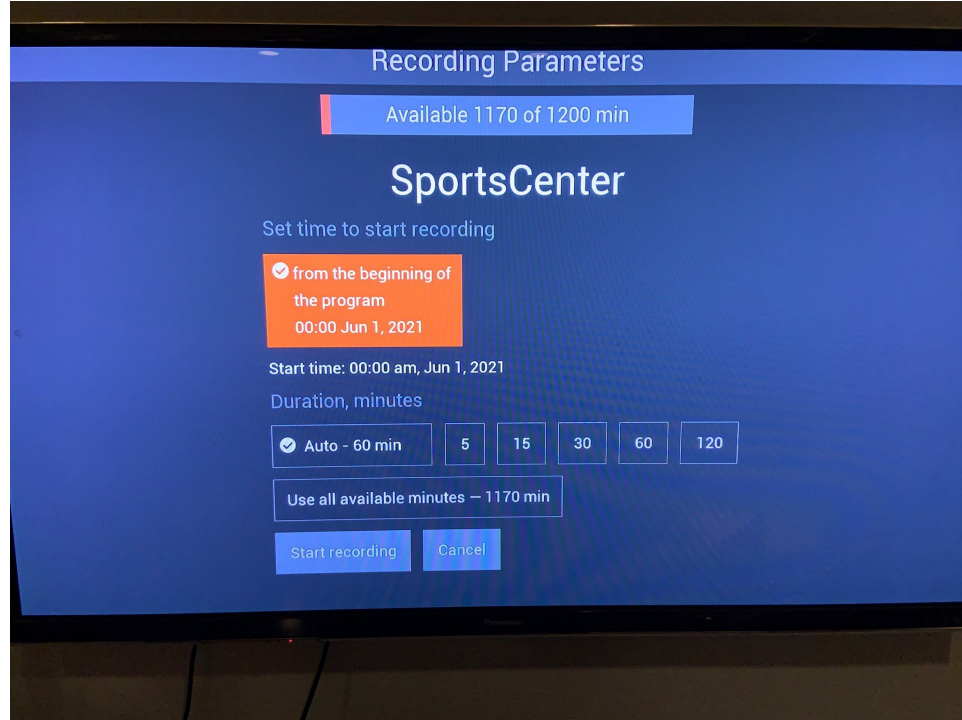 Recording Parameters
Available 1170 of 1200 min
SportsCenter
Set time to start recording
from the beginning of
the program
00:00 Jun 1, 2021
Start time: 00:00 am, Jun 1, 2021
Duration, minutes
Auto - 60 min 5 15 30 60 120
Use all available minutes — 1170 min
Start recording Cancel
Panasonic